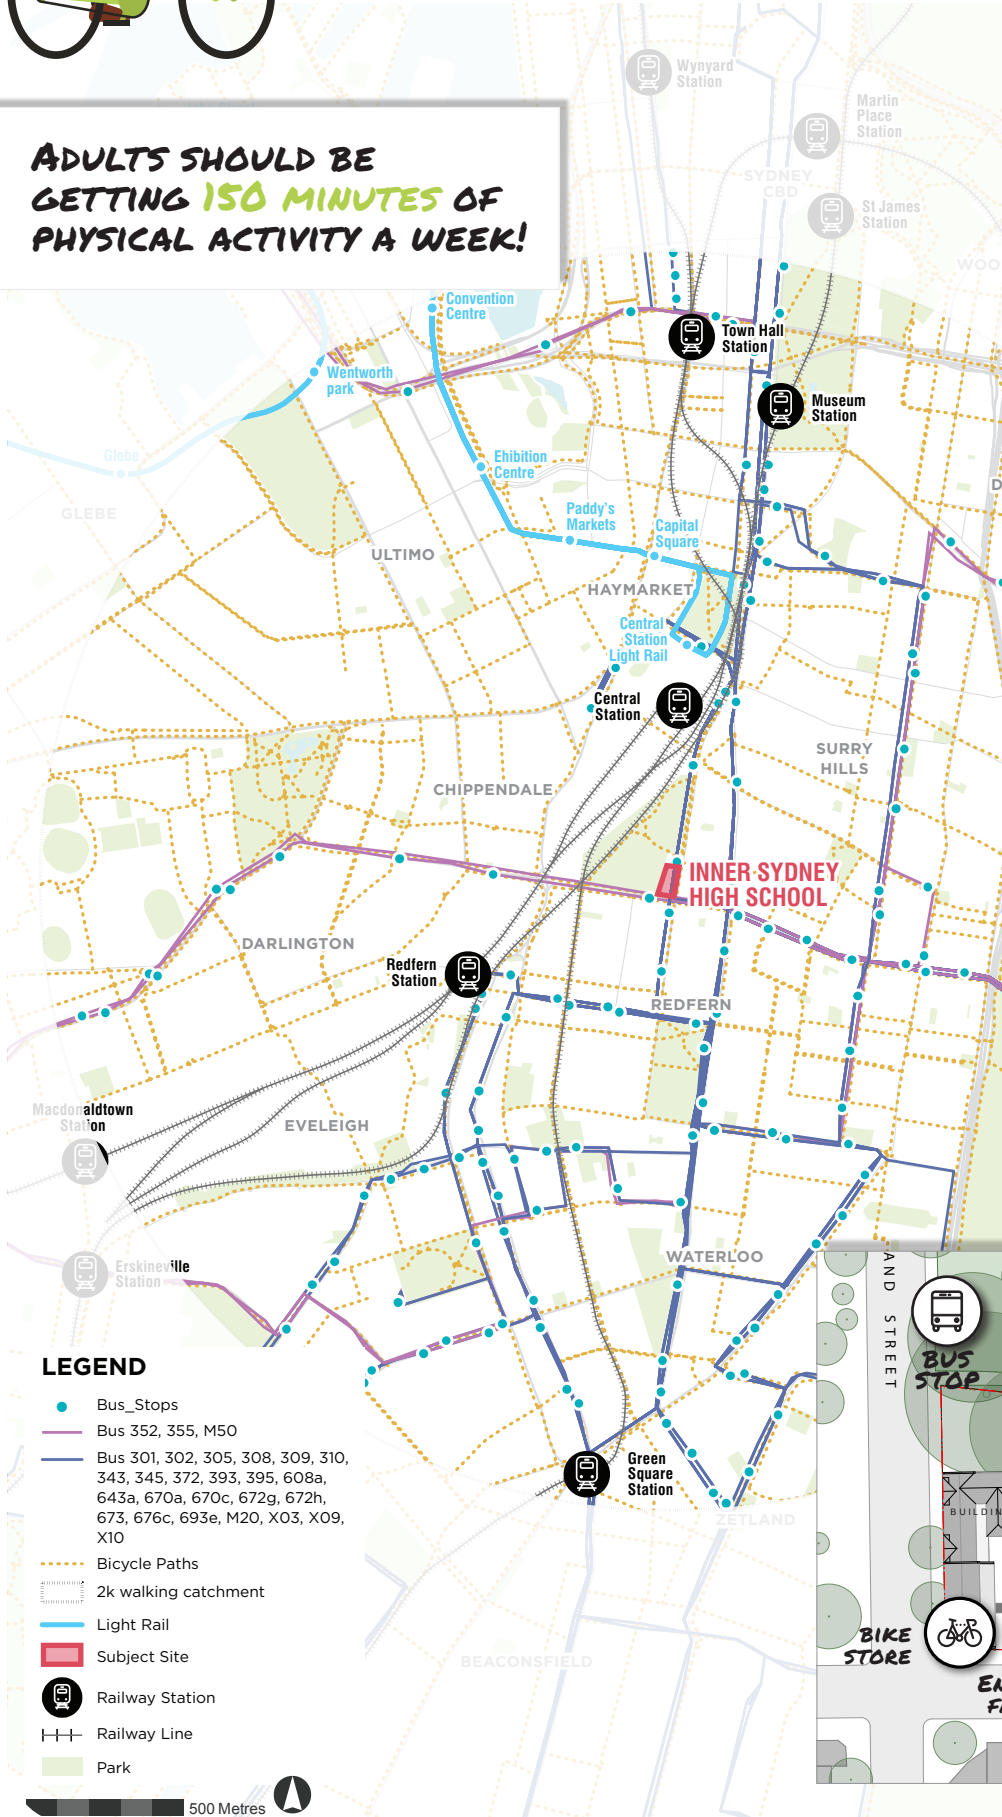 ADULTS SHOULD BE
GETTING 150 MINUTES OF
PHYSICAL ACTIVITY A WEEK!
Wynyard
Station
Martin
Place
Station
SYDNEY
CBD
St James
Station
WOO
Convention
Centre
Town Hall
Station
Wentworth
park
Museum
Station
Glebe
Ehibition
Centre
GLEBE
Paddy's
Markets
Capital
Square
D
ULTIMO
HAYMARKET
Central
Station
Light Rail
Central
Station
SURRY
HILLS
CHIPPENDALE
INNER SYDNEY
HIGH SCHOOL
DARLINGTON
Redfern
Station
REDFERN
Macdonaldtown
Station
EVELEIGH
WATERLOO
Erskineville
Station
AND STREET
BUS
STOP
LEGEND
Bus_Stops
Bus 352, 355, M50
Bus 301, 302, 305, 308, 309, 310,
343, 345, 372, 393, 395, 608a,
643a, 670a, 670c, 672g, 672h,
673, 676c, 693e, M20, X03, X09,
X10
Bicycle Paths
2k walking catchment
Light Rail
Subject Site
Railway Station
Railway Line
Park
500 Metres
Green
Square
Station
ZETLAND
BUILDIN
BEACONSFIELD
BIKE
STORE
EN